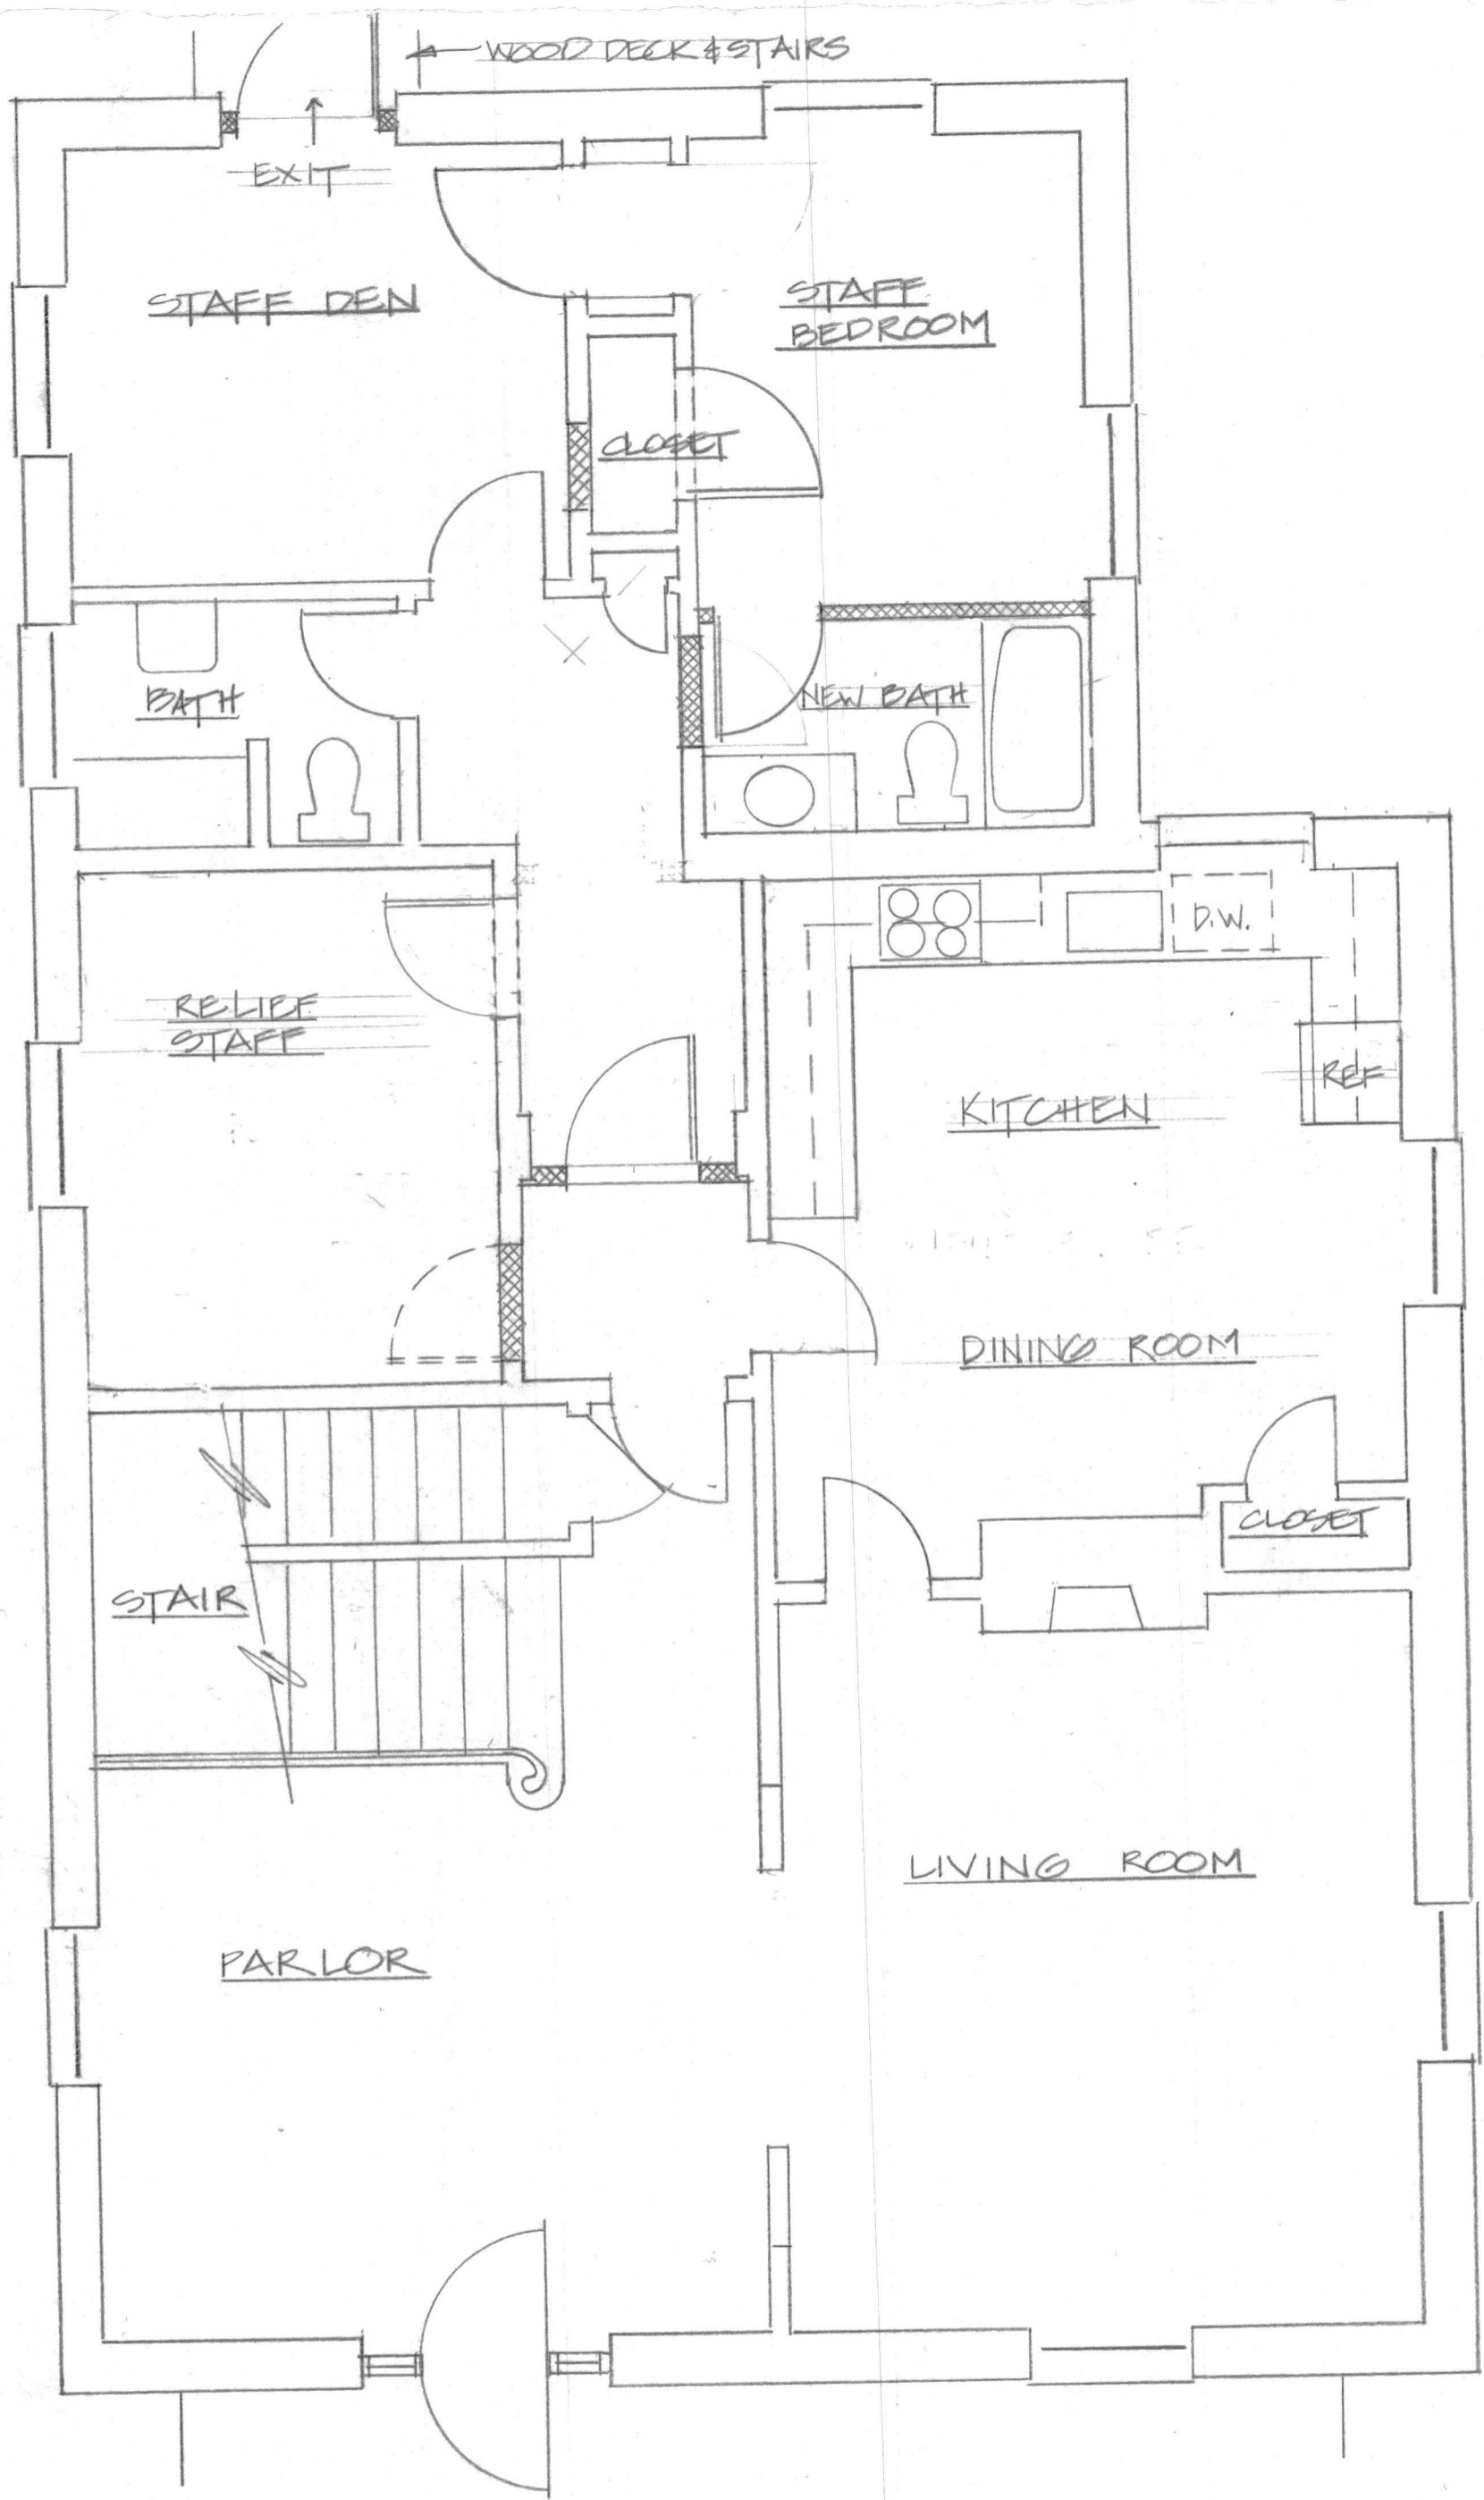 WOOD DECK & STAIRS
EXIT
STAFF DEN
STAFF
BEDROOM
CLOSET
BATH
NEW BATH
D.W.
RELIEF
STAFF
REF
KITCHEN
DINING ROOM
CLOSET
STAIR
LIVING ROOM
PARLOR